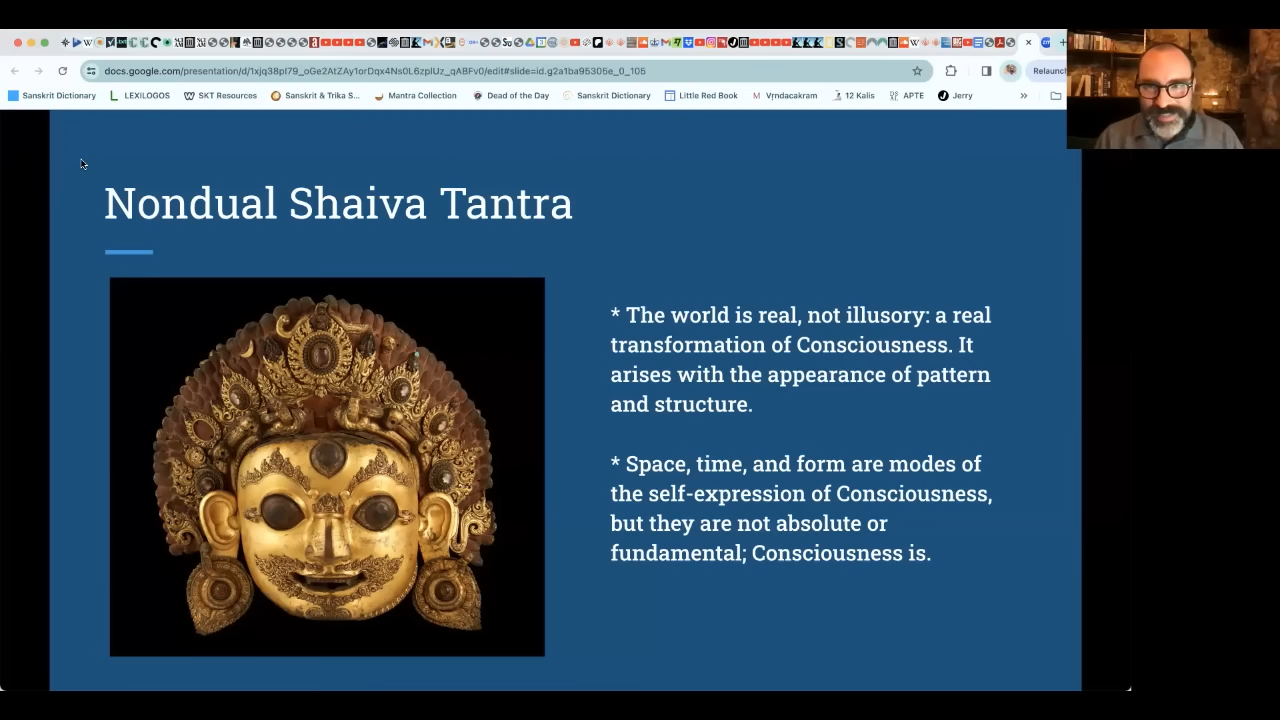 docs.google.com/presentation/d/1xjq38pI79_oGe2AtZAy1orDqx4Ns0L6zplUz_qABFv0/edit#slide=id.g2a1ba95305e_0_105
Relaunch
Sanskrit Dictionary LEXILOGOS SKT Resources Sanskrit & Trika S... Mantra Collection Dead of the Day Sanskrit Dictionary Little Red Book Vṛndacakram 12 Kalis APTE Jerry »
Nondual Shaiva Tantra
* The world is real, not illusory: a real
transformation of Consciousness. It
arises with the appearance of pattern
and structure.
* Space, time, and form are modes of
the self-expression of Consciousness,
but they are not absolute or
fundamental; Consciousness is.